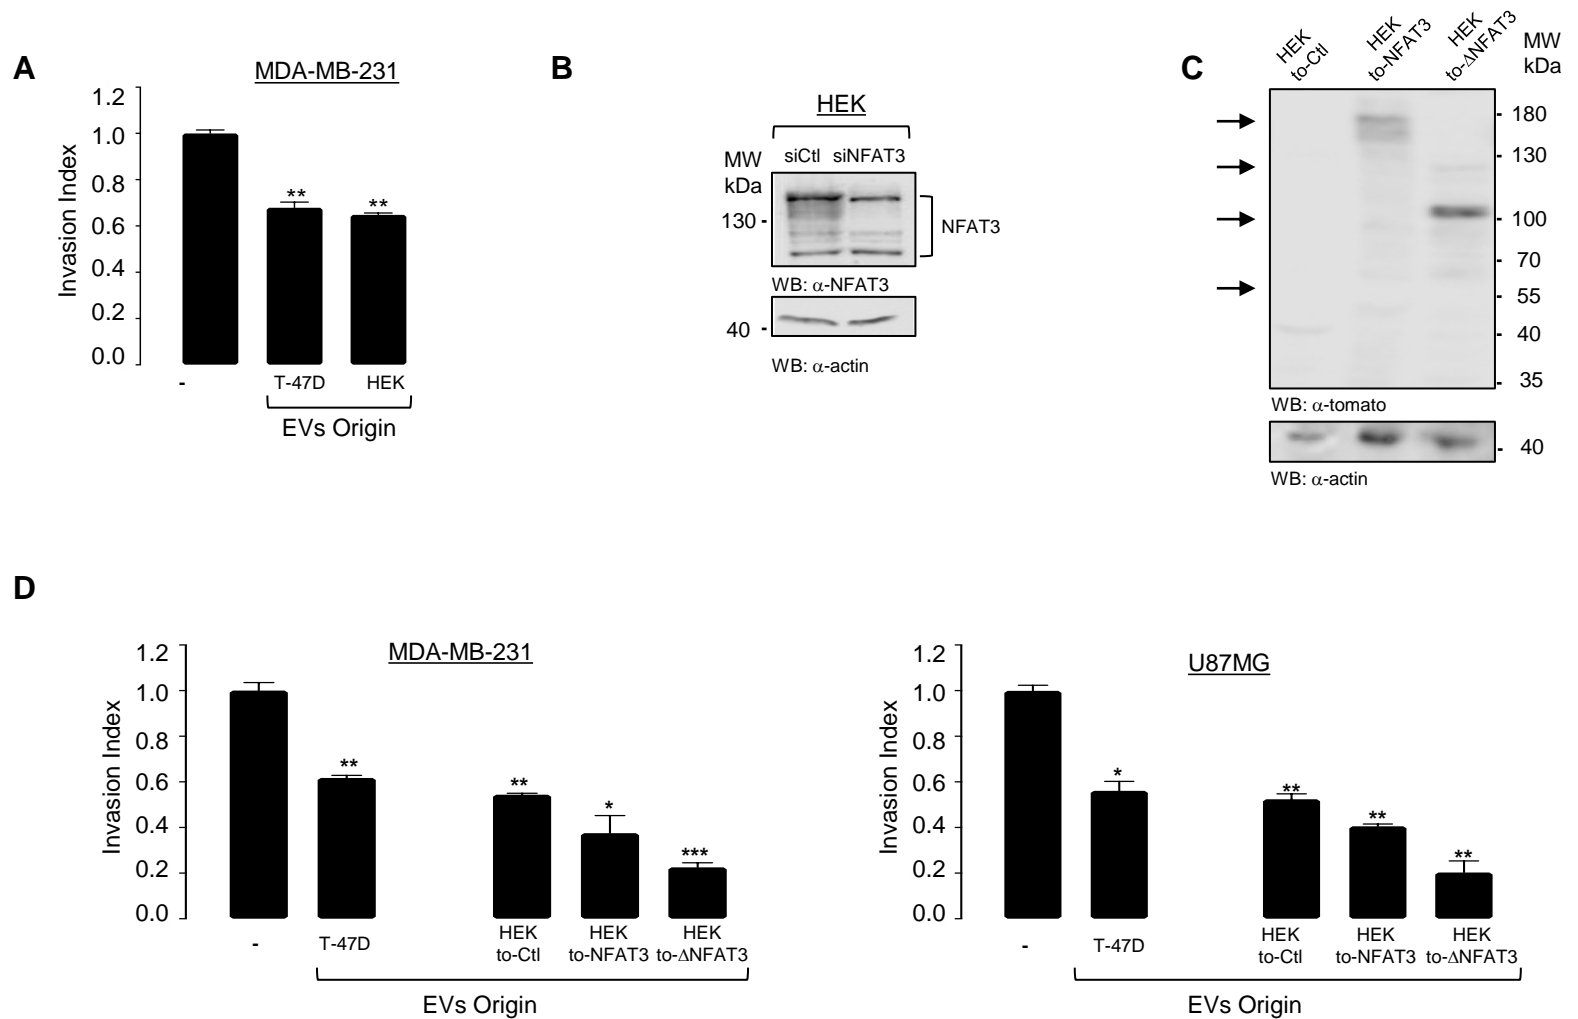 A
MDA-MB-231
1.2
1.0
0.8
0.6
0.4
0.2
0.0
Invasion Index
**
**
-
T-47D
HEK
EVs Origin
B
HEK
siCtl siNFAT3
MW
kDa
130 -
NFAT3
WB: α-NFAT3
40 -
WB: α-actin
C
HEK
to-Ctl
HEK
to-NFAT3
HEK
to-ΔNFAT3
MW
kDa
- 180
- 130
- 100
- 70
- 55
- 40
- 35
WB: α-tomato
- 40
WB: α-actin
D
MDA-MB-231
1.2
1.0
0.8
0.6
0.4
0.2
0.0
Invasion Index
**
**
*
***
-
T-47D
HEK
to-Ctl
HEK
to-NFAT3
HEK
to-ΔNFAT3
EVs Origin
U87MG
1.2
1.0
0.8
0.6
0.4
0.2
0.0
Invasion Index
*
**
**
**
-
T-47D
HEK
to-Ctl
HEK
to-NFAT3
HEK
to-ΔNFAT3
EVs Origin